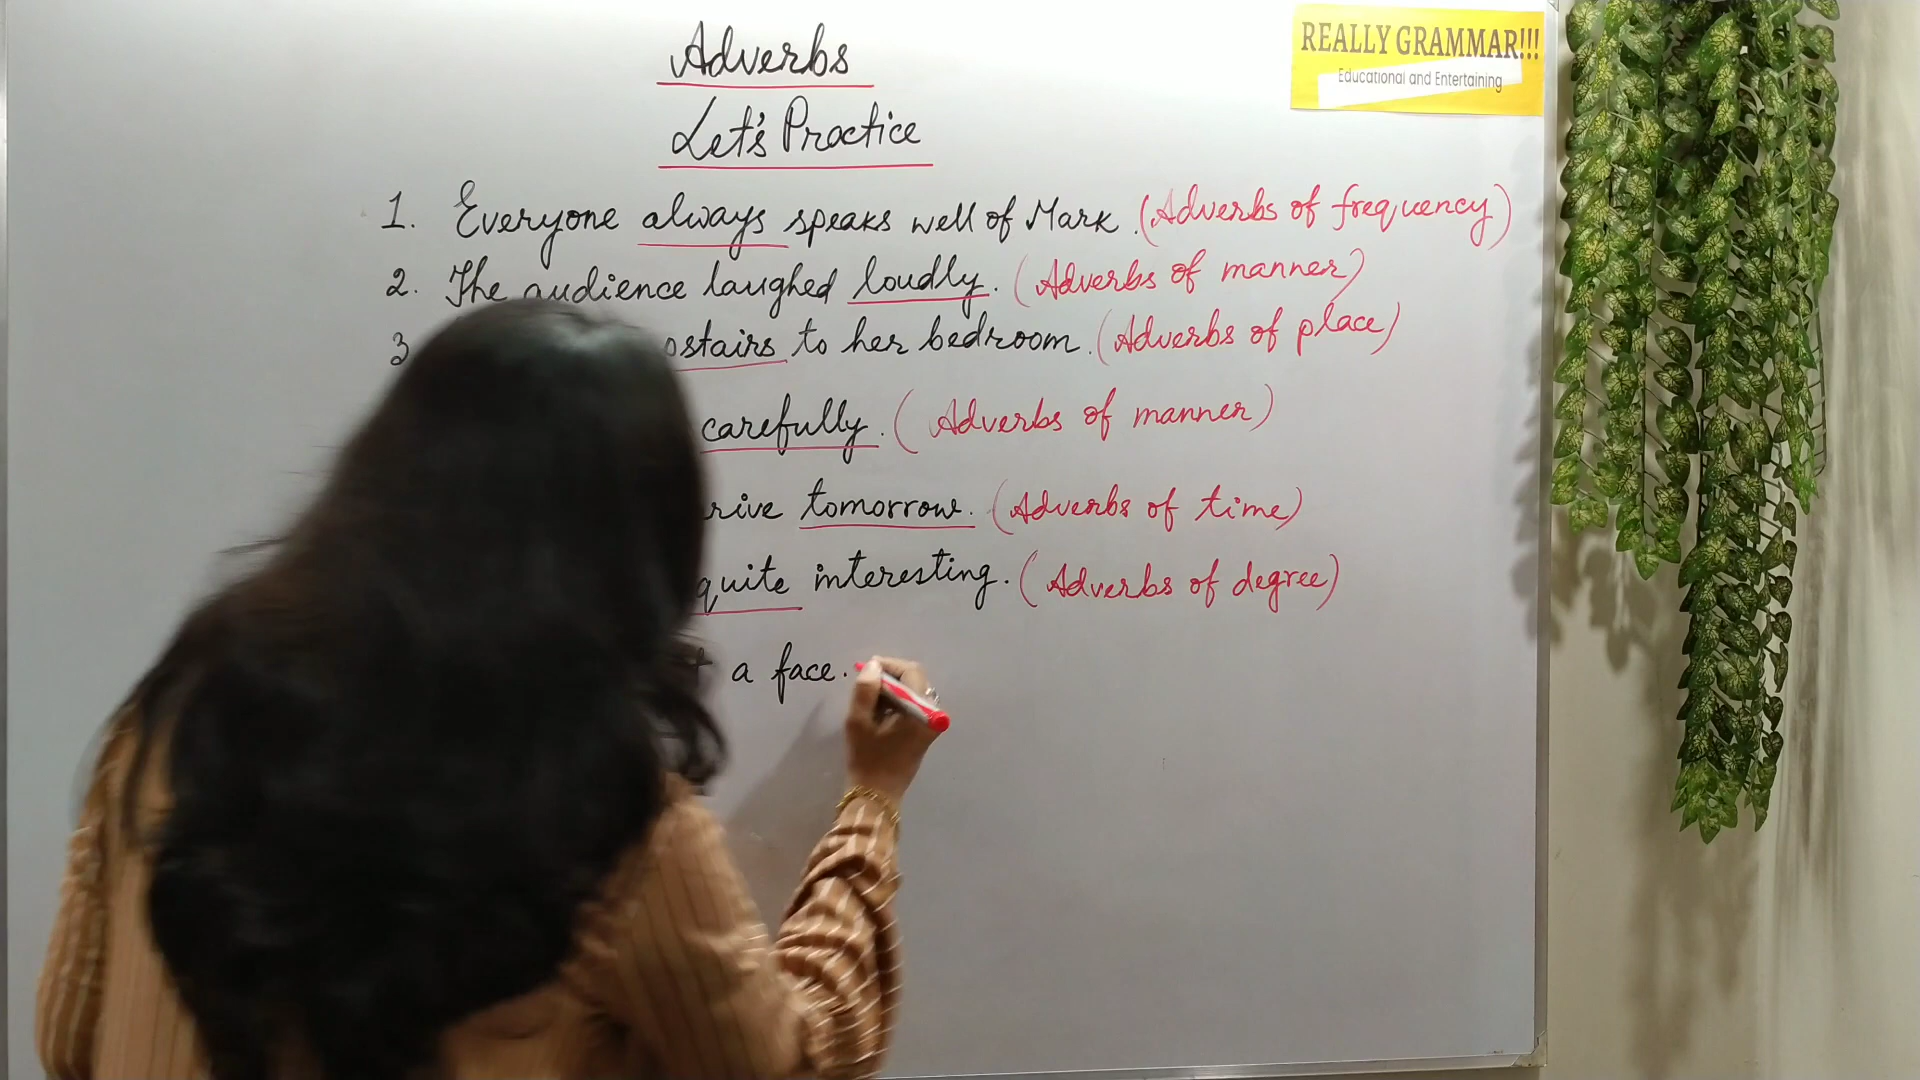 Adverbs
Let's Practice
REALLY GRAMMAR!!!
Educational and Entertaining
1. Everyone always speaks well of Mark. (Adverbs of frequency)
2. The audience laughed loudly. (Adverbs of manner)
3 to her bedroom. (Adverbs of place)
carefully. (Adverbs of manner)
tomorrow. (Adverbs of time)
quite interesting. (Adverbs of degree)
a face.